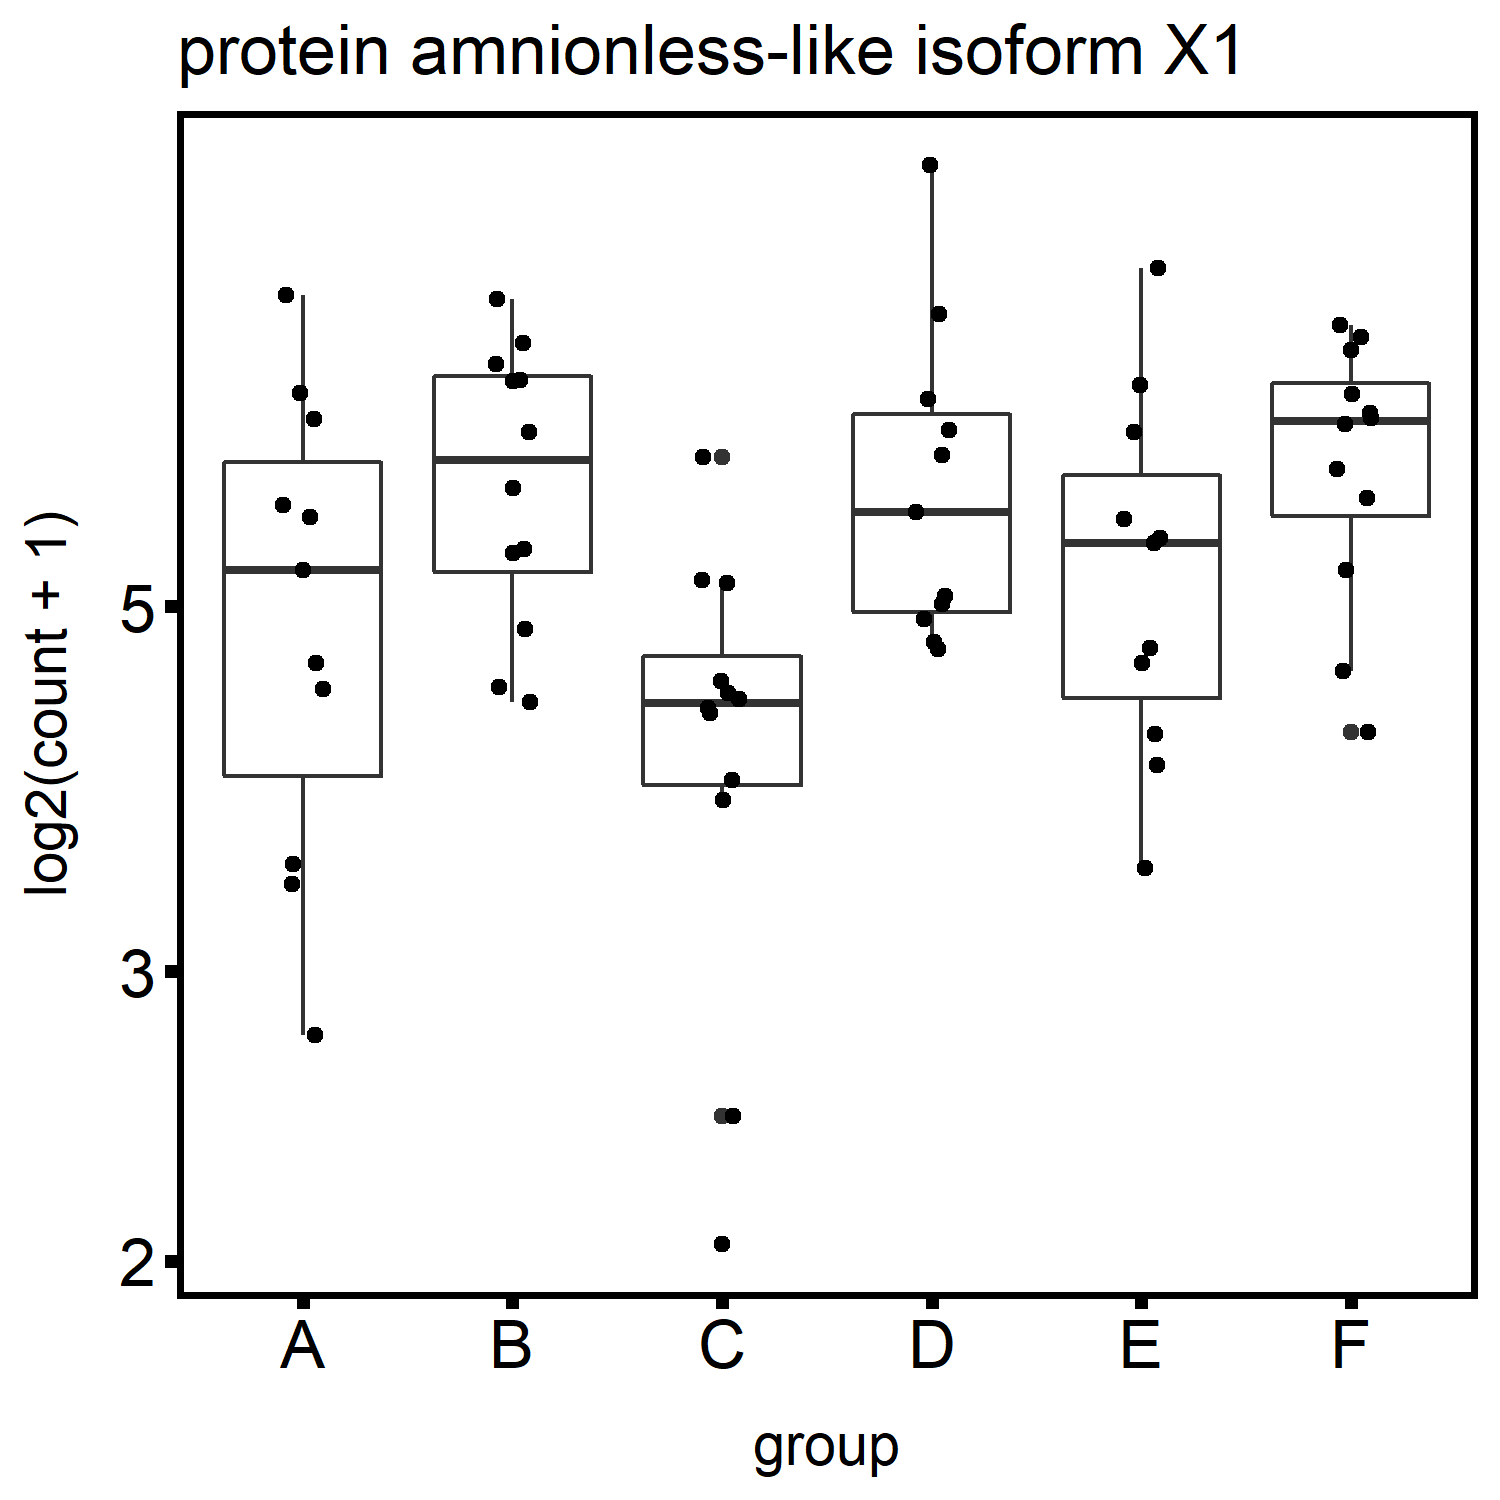 protein amnionless-like isoform X1
log2(count + 1)
5
3
2
A B C D E F
group